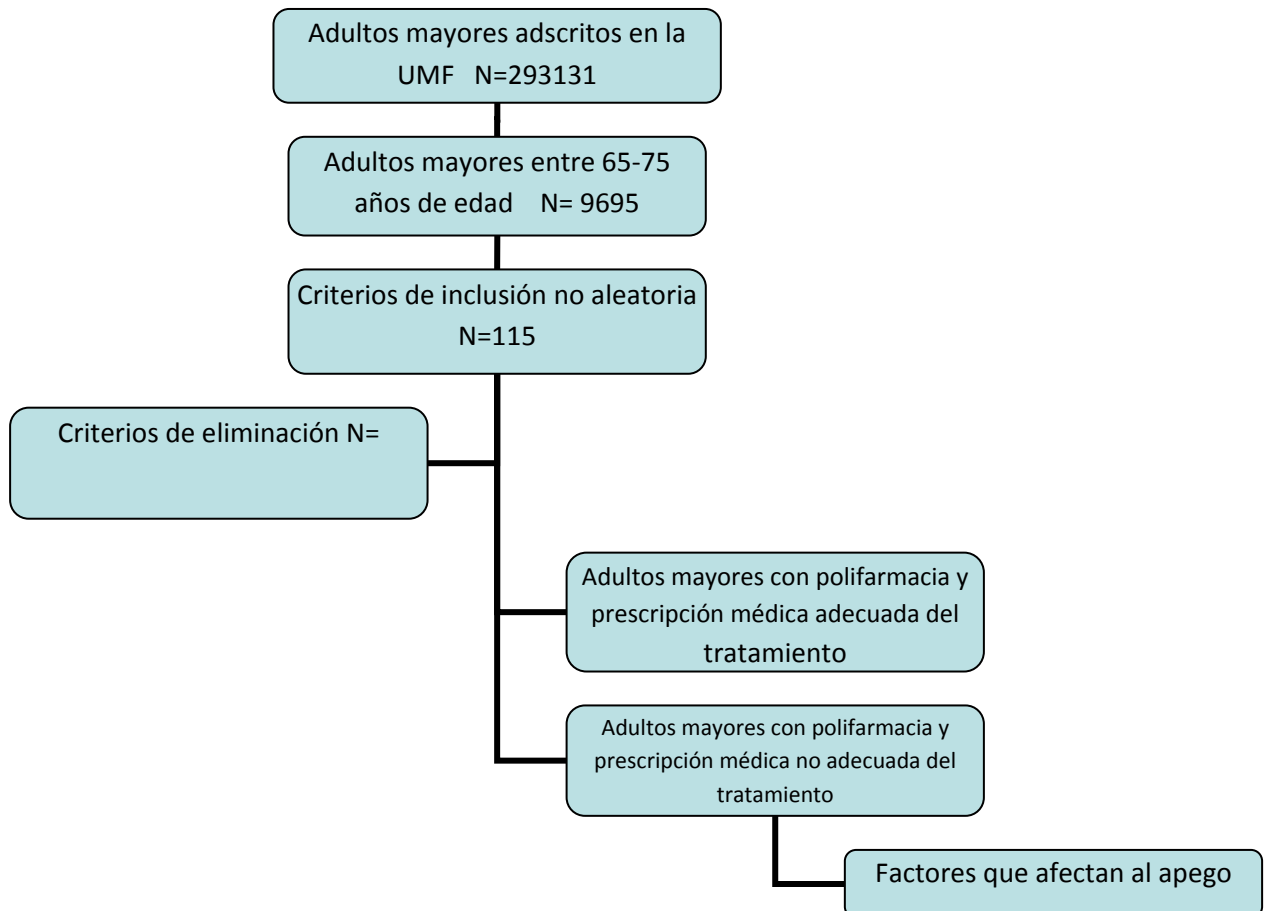 Adultos mayores adscritos en la
UMF N=293131
Adultos mayores entre 65-75
años de edad N= 9695
Criterios de inclusión no aleatoria
N=115
Criterios de eliminación N=
Adultos mayores con polifarmacia y
prescripción médica adecuada del
tratamiento
Adultos mayores con polifarmacia y
prescripción médica no adecuada del
tratamiento
Factores que afectan al apego